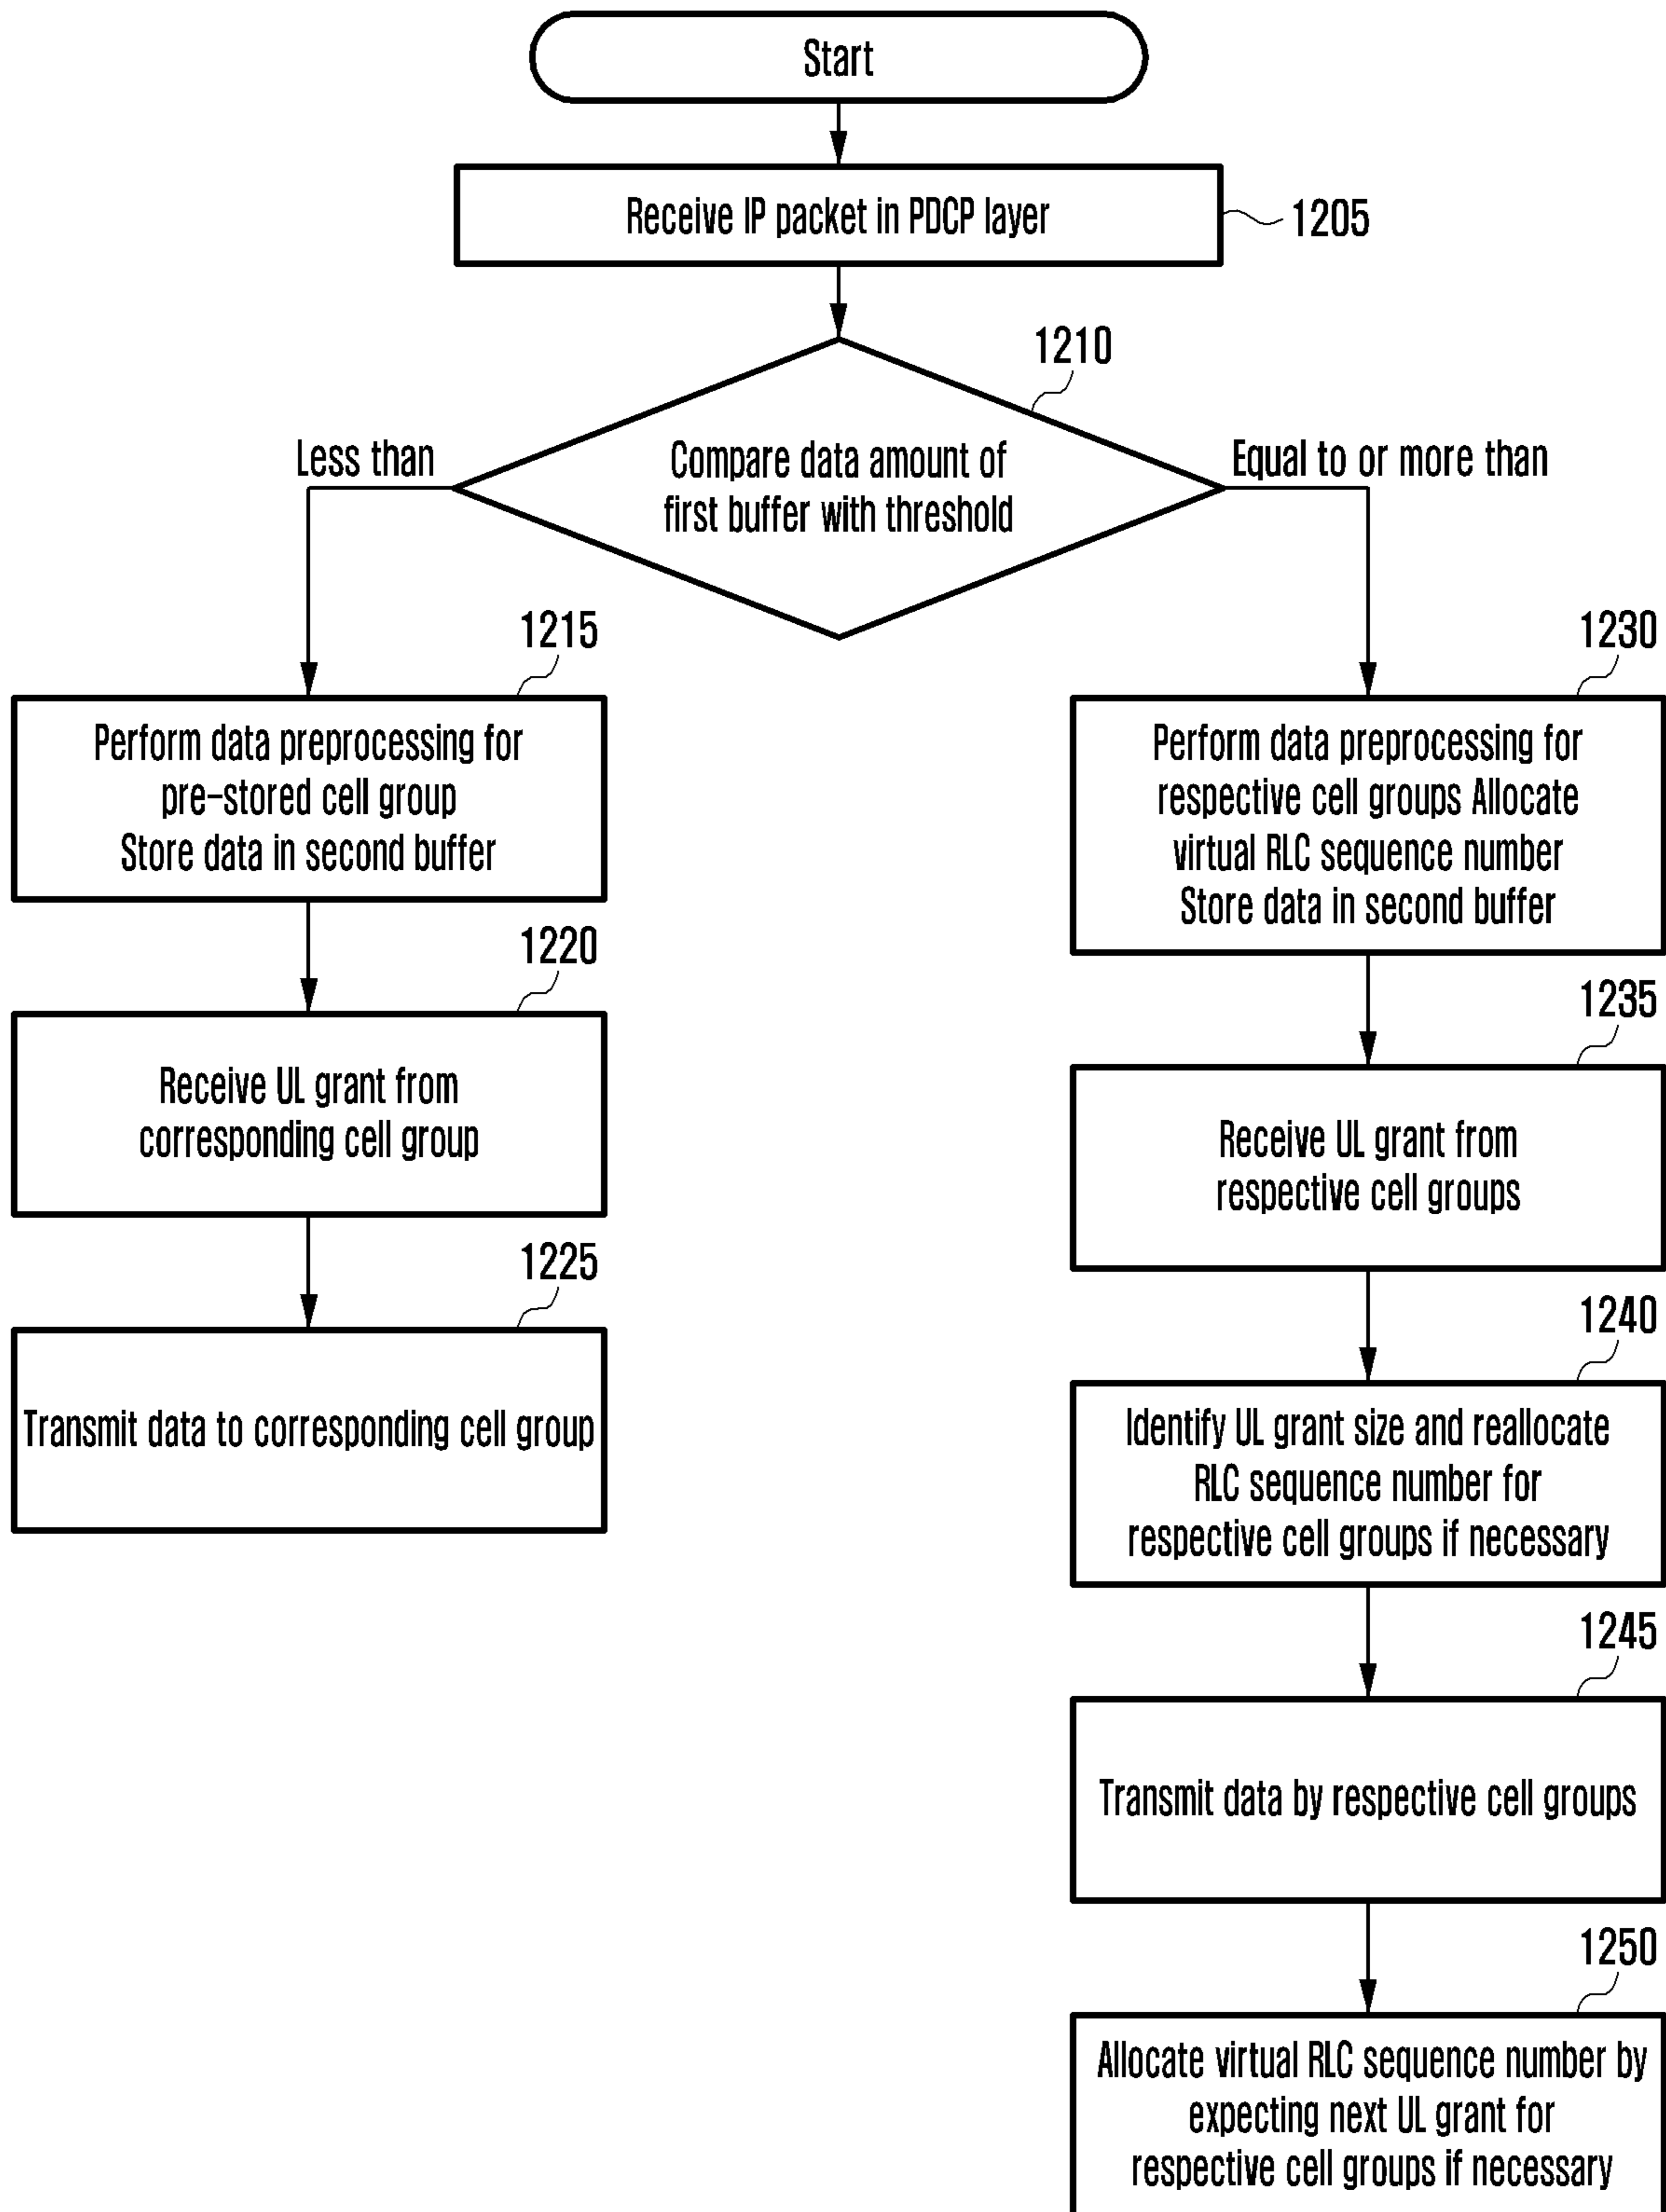 Start
Receive IP packet in PDCP layer
1205
1210
Compare data amount of
first buffer with threshold
Less than
Equal to or more than
1215
Perform data preprocessing for
pre-stored cell group
Store data in second buffer
1220
Receive UL grant from
corresponding cell group
1225
Transmit data to corresponding cell group
1230
Perform data preprocessing for
respective cell groups Allocate
virtual RLC sequence number
Store data in second buffer
1235
Receive UL grant from
respective cell groups
1240
Identify UL grant size and reallocate
RLC sequence number for
respective cell groups if necessary
1245
Transmit data by respective cell groups
1250
Allocate virtual RLC sequence number by
expecting next UL grant for
respective cell groups if necessary